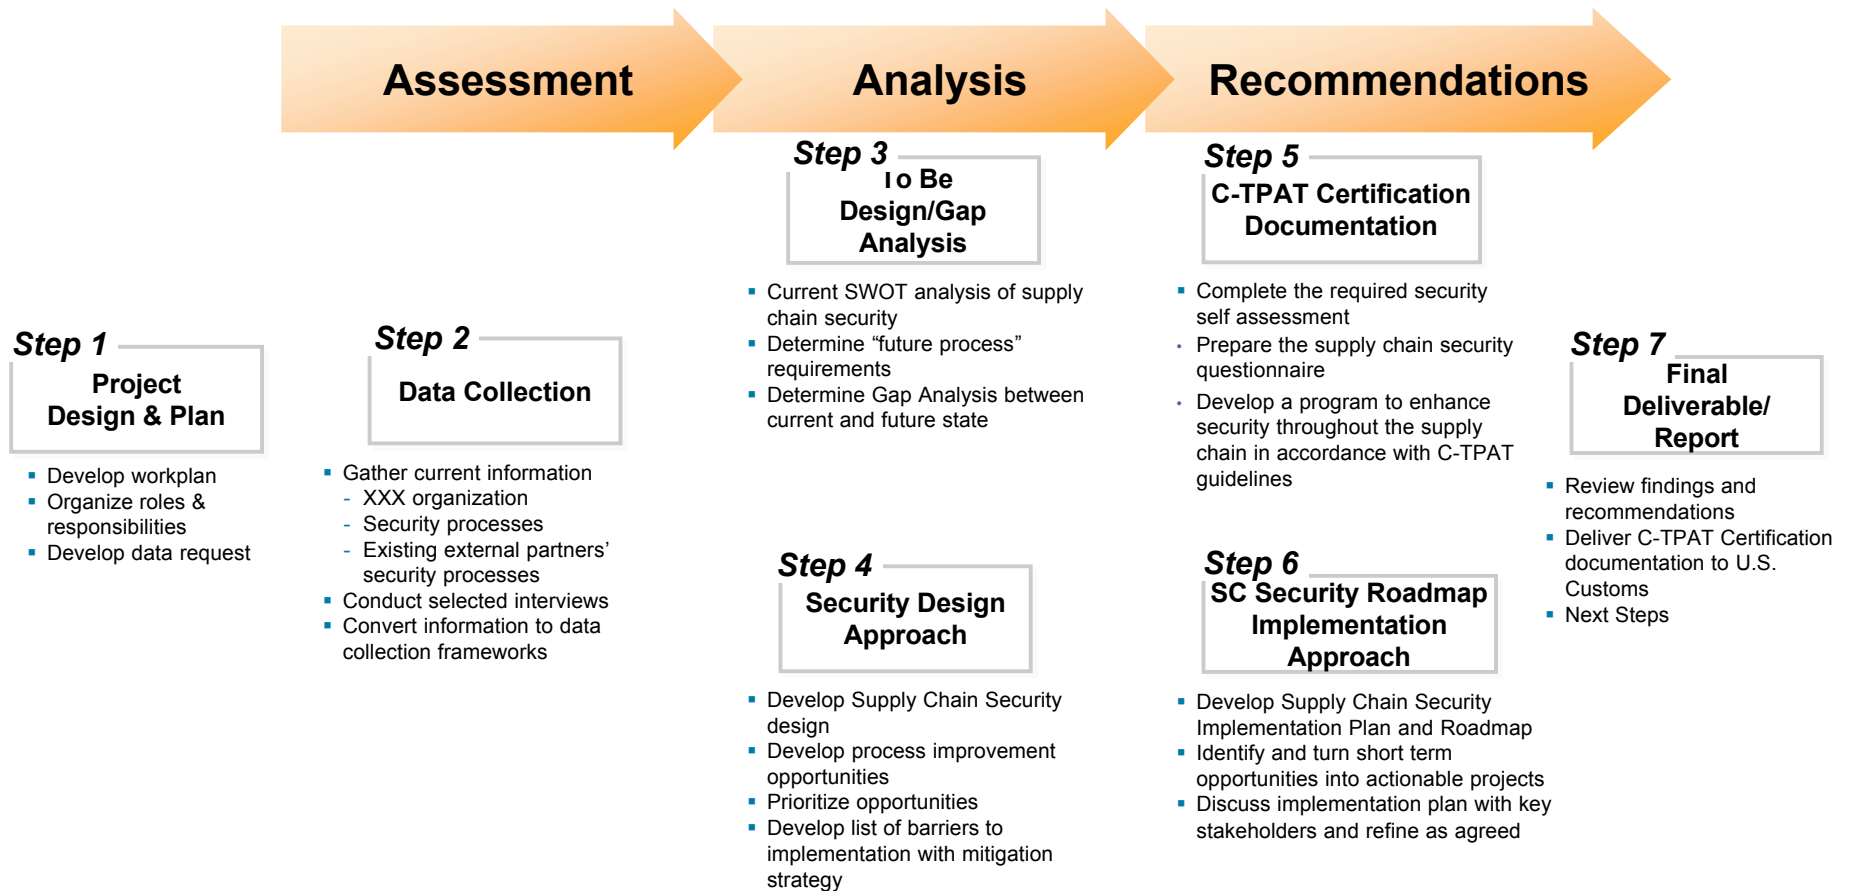 Assessment
Analysis
Recommendations
Step 1
Project
Design & Plan
▪ Develop workplan
▪ Organize roles &
responsibilities
▪ Develop data request
Step 2
Data Collection
▪ Gather current information
- XXX organization
- Security processes
- Existing external partners’
security processes
▪ Conduct selected interviews
▪ Convert information to data
collection frameworks
Step 3
To Be
Design/Gap
Analysis
▪ Current SWOT analysis of supply
chain security
▪ Determine “future process”
requirements
▪ Determine Gap Analysis between
current and future state
Step 4
Security Design
Approach
▪ Develop Supply Chain Security
design
▪ Develop process improvement
opportunities
▪ Prioritize opportunities
▪ Develop list of barriers to
implementation with mitigation
strategy
Step 5
C-TPAT Certification
Documentation
▪ Complete the required security
self assessment
• Prepare the supply chain security
questionnaire
• Develop a program to enhance
security throughout the supply
chain in accordance with C-TPAT
guidelines
Step 6
SC Security Roadmap
Implementation
Approach
▪ Develop Supply Chain Security
Implementation Plan and Roadmap
▪ Identify and turn short term
opportunities into actionable projects
▪ Discuss implementation plan with key
stakeholders and refine as agreed
Step 7
Final
Deliverable/
Report
▪ Review findings and
recommendations
▪ Deliver C-TPAT Certification
documentation to U.S.
Customs
▪ Next Steps